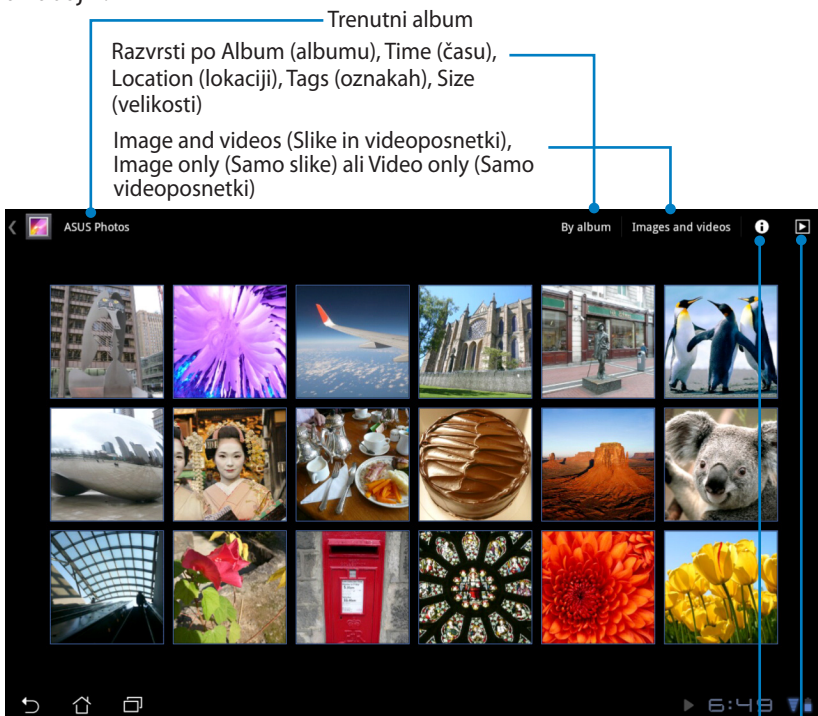 Trenutni album
Razvrsti po Album (albumu), Time (času),
Location (lokaciji), Tags (oznakah), Size
(velikosti)
Image and videos (Slike in videoposnetki),
Image only (Samo slike) ali Video only (Samo
videoposnetki)
ASUS Photos
By album
Images and videos
6:49